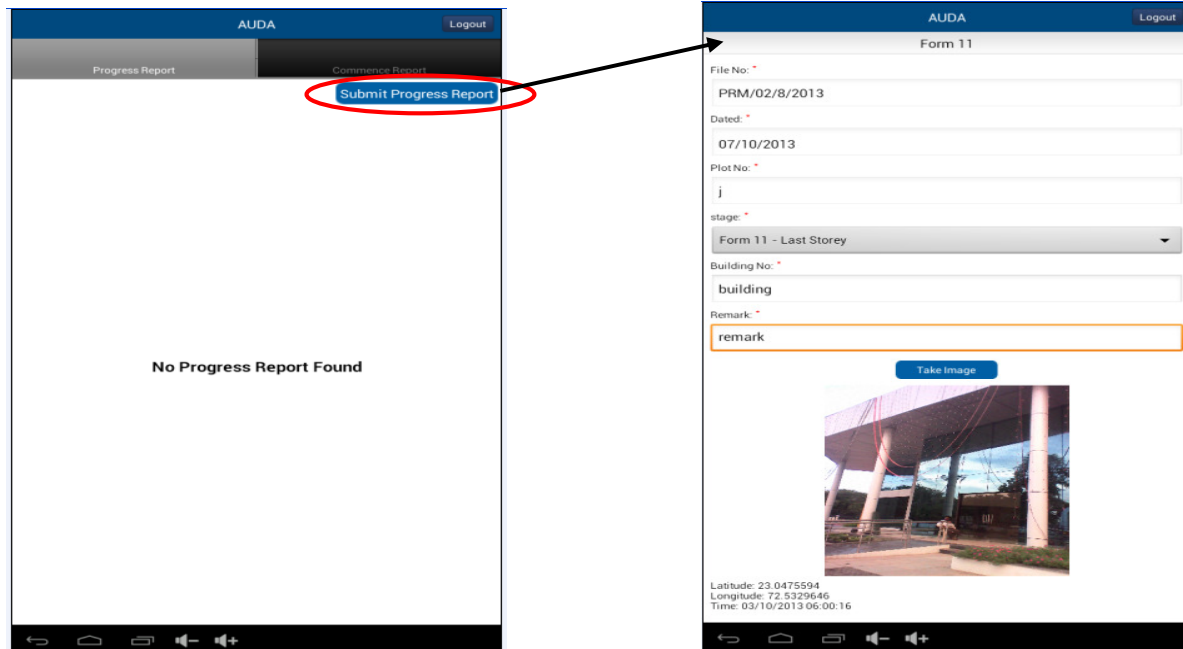 AUDA
Logout
Progress Report
Commence Report
Submit Progress Report
No Progress Report Found
AUDA
Logout
Form 11
File No: *
PRM/02/8/2013
Dated: *
07/10/2013
Plot No: *
j
stage: *
Form 11 - Last Storey
Building No: *
building
Remark: *
remark
Take Image
Latitude: 23.0475594
Longitude: 72.5329646
Time: 03/10/2013 06:00:16